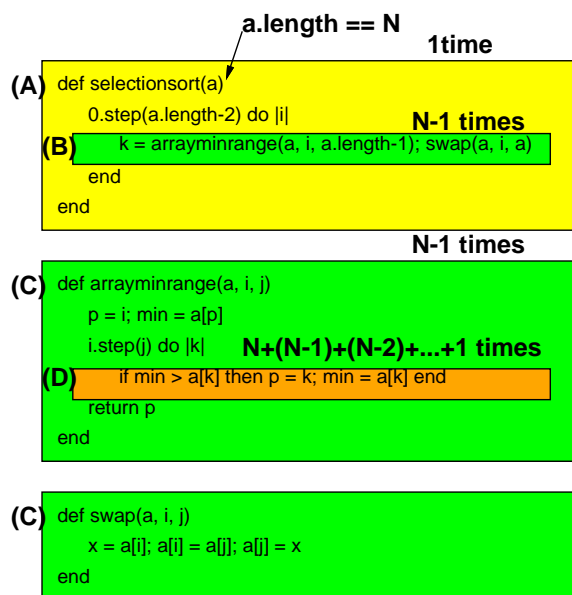 a.length == N
1time
(A) def selectionsort(a)
0.step(a.length-2) do |i|
N-1 times
(B) k = arrayminrange(a, i, a.length-1); swap(a, i, a)
end
end
N-1 times
(C) def arrayminrange(a, i, j)
p = i; min = a[p]
i.step(j) do |k| N+(N-1)+(N-2)+...+1 times
(D) if min > a[k] then p = k; min = a[k] end
return p
end
(C) def swap(a, i, j)
x = a[i]; a[i] = a[j]; a[j] = x
end